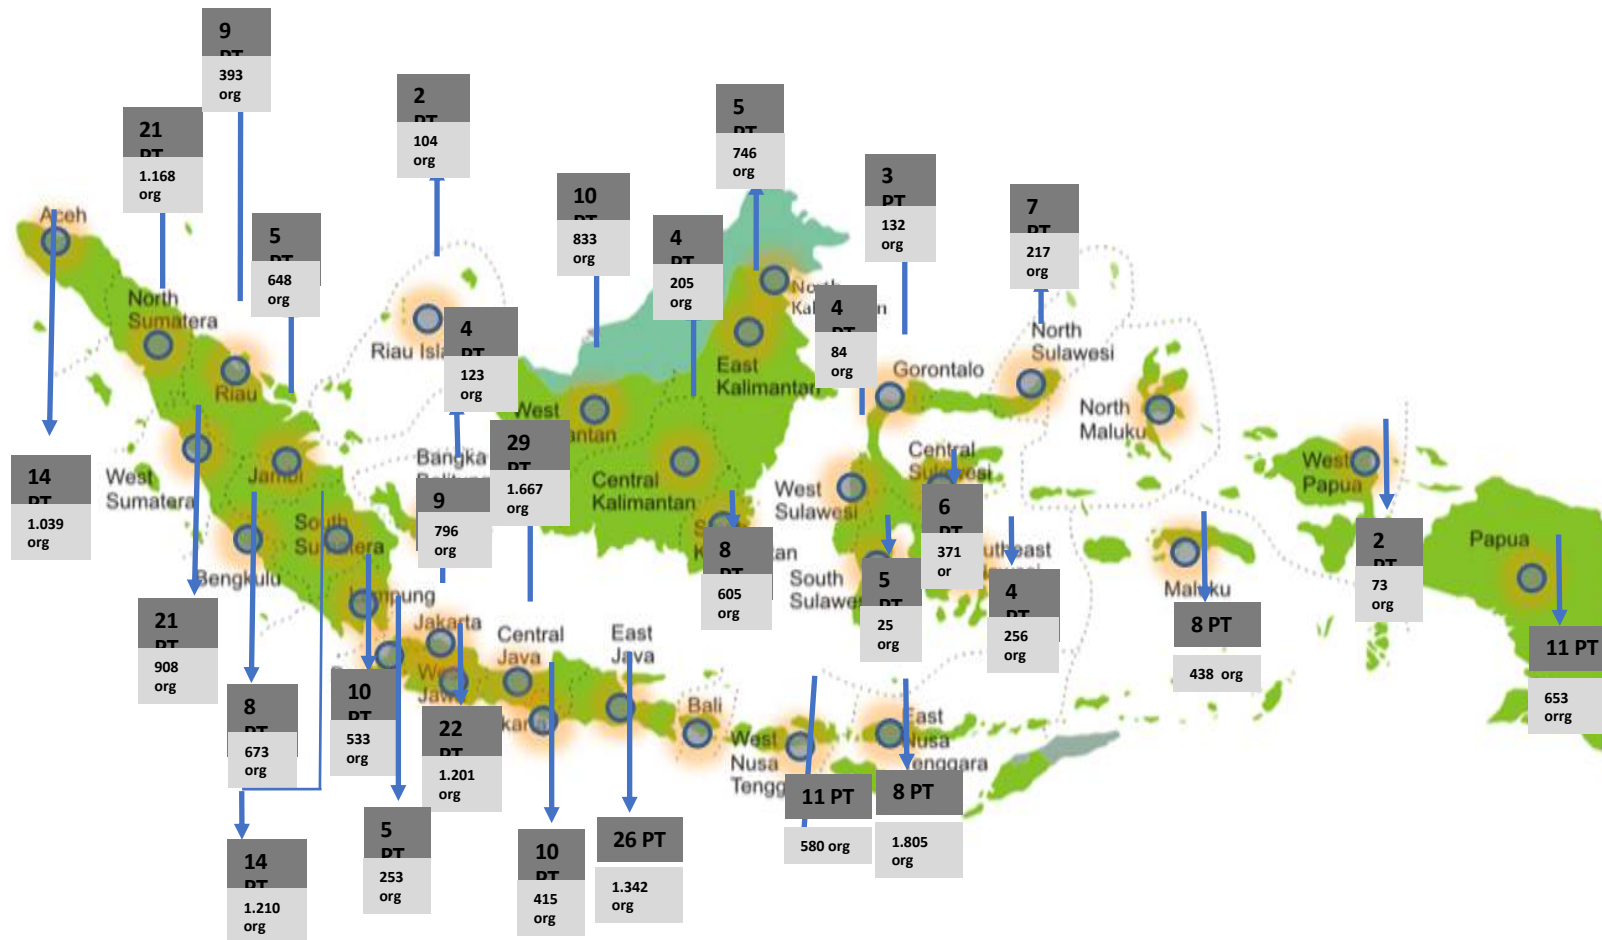 9
PT
393
org
2
PT
104
org
5
PT
746
org
21
PT
1.168
org
3
PT
132
org
10
PT
833
org
7
PT
217
org
Aceh
5
PT
648
org
4
PT
205
org
North
Sumatera
4
PT
84
org
4
PT
123
org
North
Sulawesi
East
Kalimantan
Gorontalo
Riau
West
North
Maluku
29
PT
1.667
org
14
PT
1.039
org
West
Sumatera
Jambi
Bangka
Central
Kalimantan
West
Sulawesi
Central
Sulawesi
West
Papua
9
796
org
6
PT
371
or
South
Sumatera
8
PT
605
org
2
PT
73
org
Papua
Bengkulu
South
5
PT
25
org
4
PT
256
org
Maluku
Lampung
21
PT
908
org
8 PT
438 org
Jakarta
Central
Java
East
Java
11 PT
653
orrg
8
PT
673
org
10
PT
533
org
West
Jawa
22
PT
1.201
org
Bali
West
Nusa
East
Nusa
Tenggara
11 PT
580 org
8 PT
1.805
org
5
PT
253
org
10
PT
415
org
26 PT
1.342
org
14
PT
1.210
org